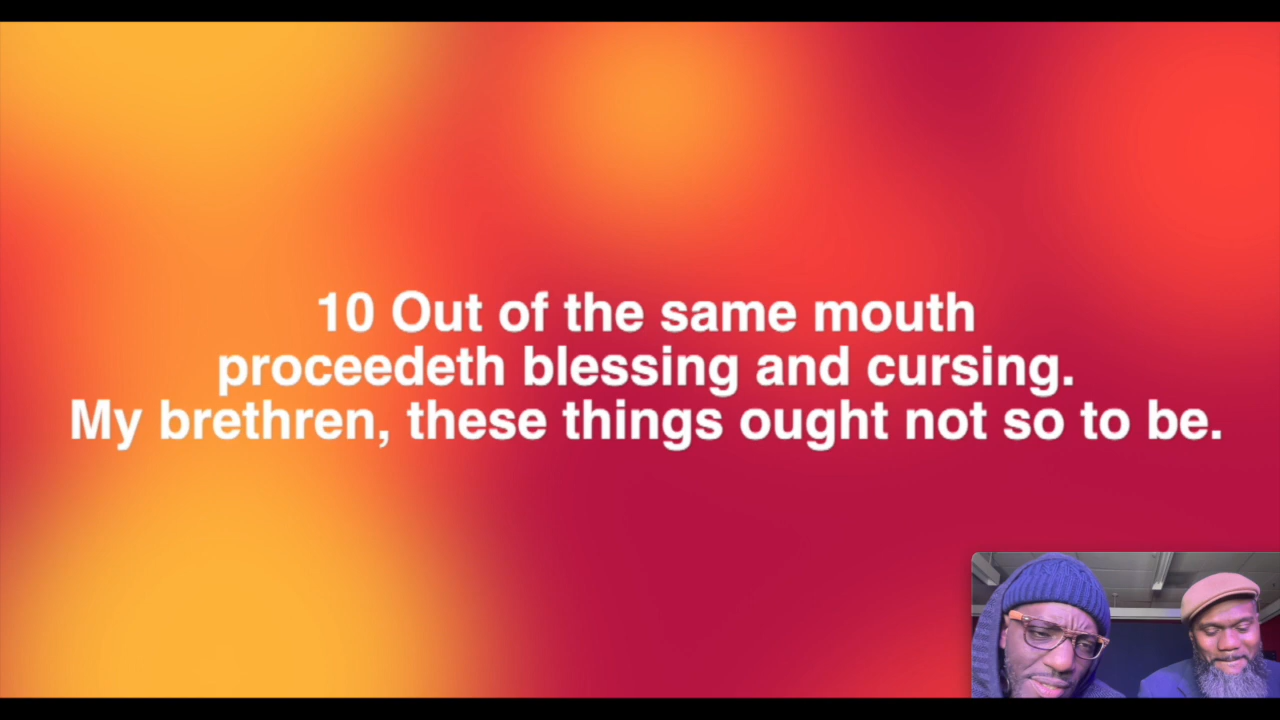 10 Out of the same mouth
proceedeth blessing and cursing.
My brethren, these things ought not so to be.